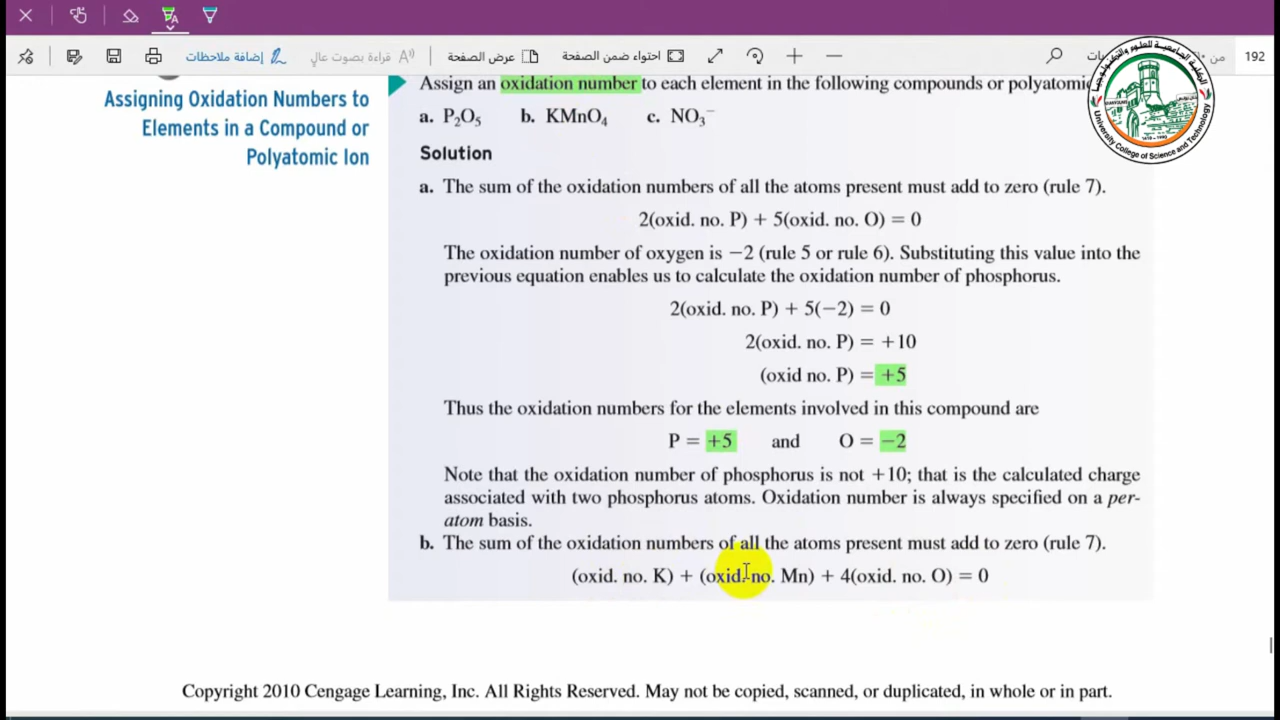 إضافة ملاحظات
قراءة بصوت عالٍ
عرض الصفحة
احتواء ضمن الصفحة
من
192
University College of Science and Technology
Assigning Oxidation Numbers to
Elements in a Compound or
Polyatomic Ion
Assign an oxidation number to each element in the following compounds or polyatomic
a. P₂O₅ b. KMnO₄ c. NO₃⁻
Solution
a. The sum of the oxidation numbers of all the atoms present must add to zero (rule 7).
2(oxid. no. P) + 5(oxid. no. O) = 0
The oxidation number of oxygen is −2 (rule 5 or rule 6). Substituting this value into the
previous equation enables us to calculate the oxidation number of phosphorus.
2(oxid. no. P) + 5(−2) = 0
2(oxid. no. P) = +10
(oxid no. P) = +5
Thus the oxidation numbers for the elements involved in this compound are
P = +5 and O = −2
Note that the oxidation number of phosphorus is not +10; that is the calculated charge
associated with two phosphorus atoms. Oxidation number is always specified on a per-
atom basis.
b. The sum of the oxidation numbers of all the atoms present must add to zero (rule 7).
(oxid. no. K) + (oxid. no. Mn) + 4(oxid. no. O) = 0
Copyright 2010 Cengage Learning, Inc. All Rights Reserved. May not be copied, scanned, or duplicated, in whole or in part.